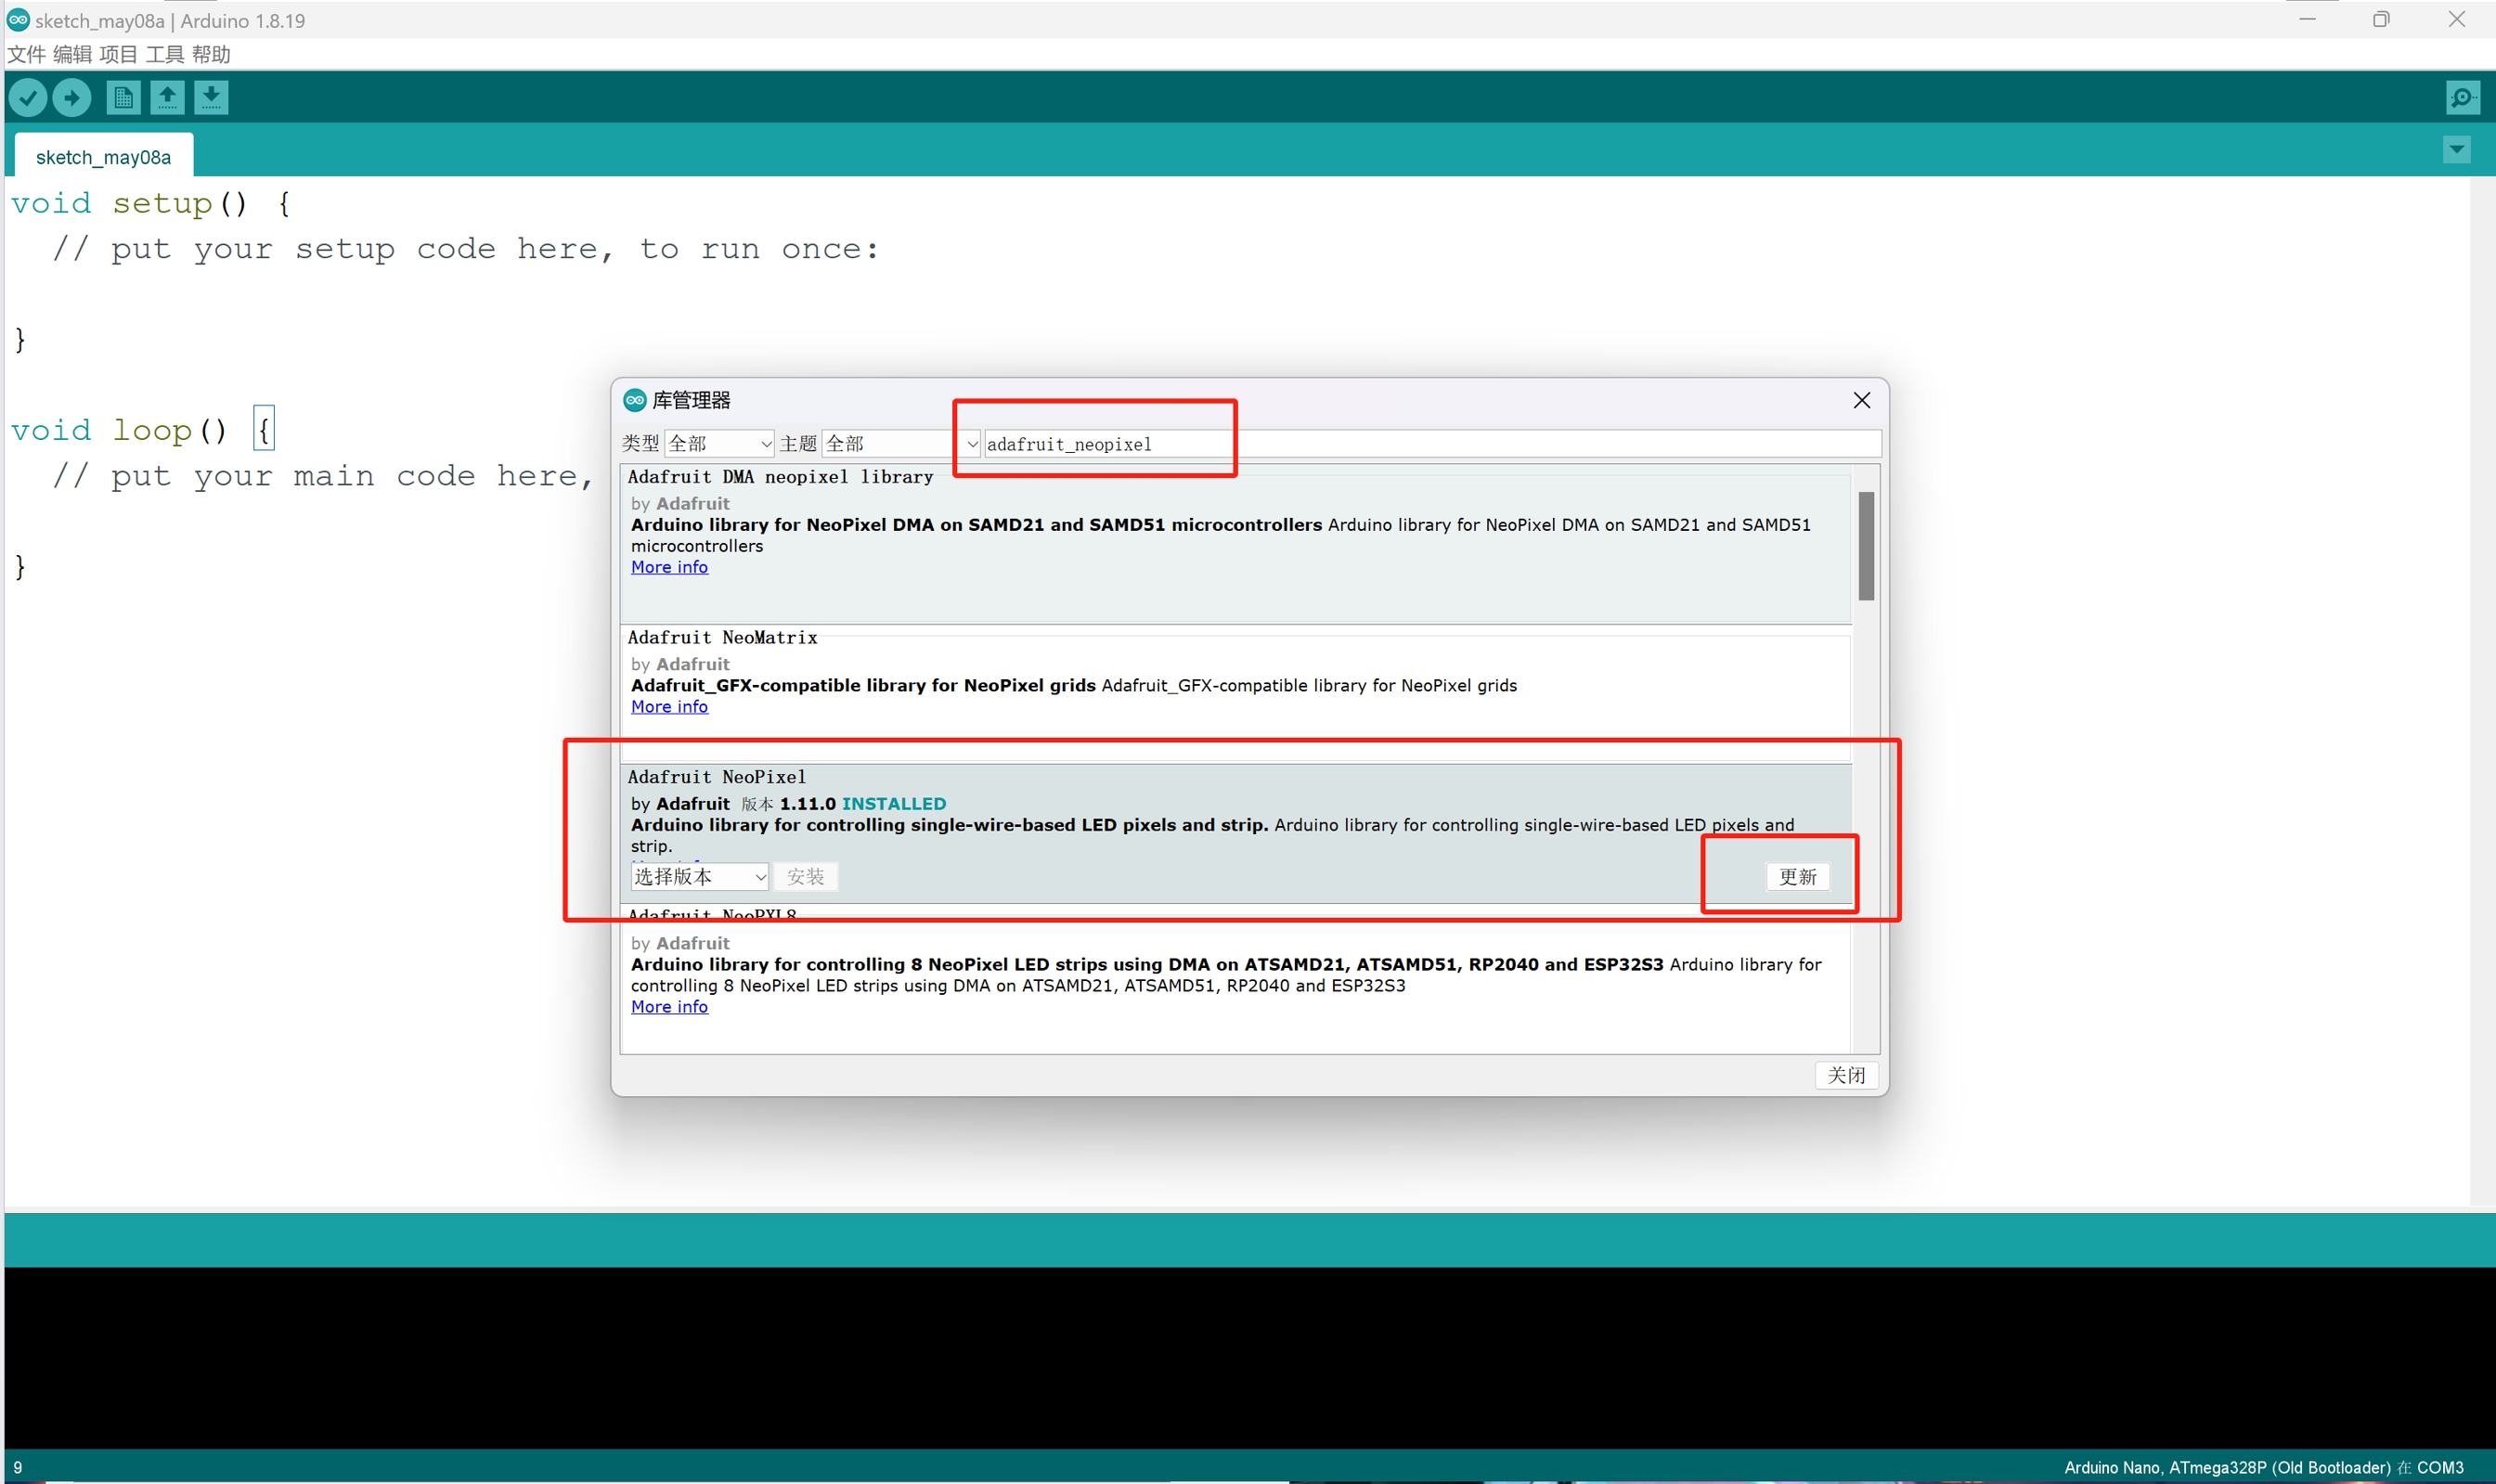 sketch_may08a | Arduino 1.8.19
文件 编辑 项目 工具 帮助
sketch_may08a
void setup() {
// put your setup code here, to run once:
}
void loop() {
// put your main code here,
}
库管理器
类型 全部 主题 全部 adafruit_neopixel
Adafruit DMA neopixel library
by Adafruit
Arduino library for NeoPixel DMA on SAMD21 and SAMD51 microcontrollers Arduino library for NeoPixel DMA on SAMD21 and SAMD51
microcontrollers
More info
Adafruit NeoMatrix
by Adafruit
Adafruit_GFX-compatible library for NeoPixel grids Adafruit_GFX-compatible library for NeoPixel grids
More info
Adafruit NeoPixel
by Adafruit 版本 1.11.0 INSTALLED
Arduino library for controlling single-wire-based LED pixels and strip. Arduino library for controlling single-wire-based LED pixels and
strip.
选择版本 安装 更新
Adafruit NeoPXL8
by Adafruit
Arduino library for controlling 8 NeoPixel LED strips using DMA on ATSAMD21, ATSAMD51, RP2040 and ESP32S3 Arduino library for
controlling 8 NeoPixel LED strips using DMA on ATSAMD21, ATSAMD51, RP2040 and ESP32S3
More info
关闭
9 Arduino Nano, ATmega328P (Old Bootloader) 在 COM3